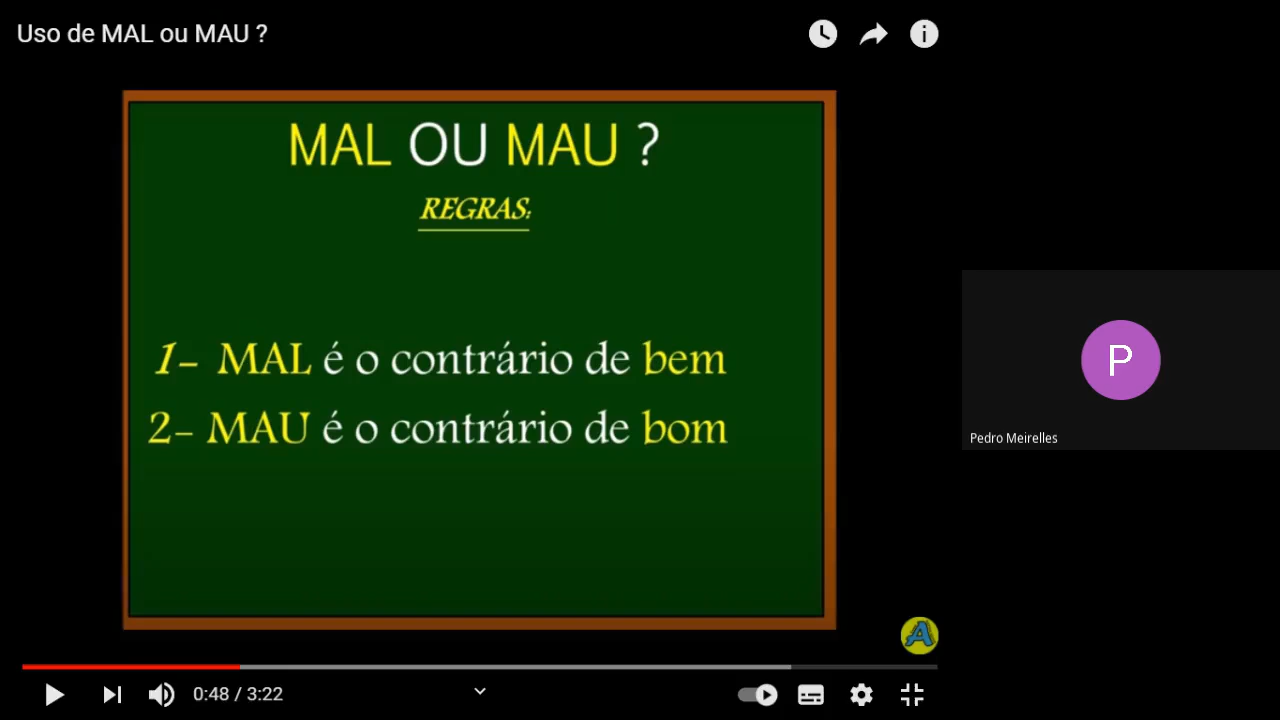 Uso de MAL ou MAU ?
MAL OU MAU ?
REGRAS:
1- MAL é o contrário de bem
2- MAU é o contrário de bom
P
Pedro Meirelles
A
0:48 / 3:22